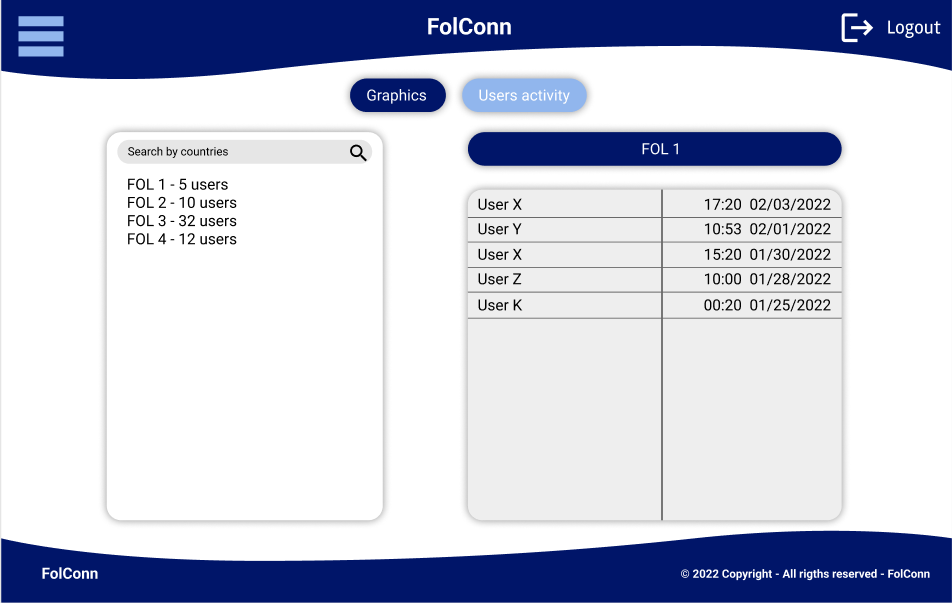 FolConn
Logout
Graphics
Users activity
Search by countries
FOL 1 - 5 users
FOL 2 - 10 users
FOL 3 - 32 users
FOL 4 - 12 users
FOL 1
User X 17:20 02/03/2022
User Y 10:53 02/01/2022
User X 15:20 01/30/2022
User Z 10:00 01/28/2022
User K 00:20 01/25/2022
FolConn
© 2022 Copyright - All rigths reserved - FolConn